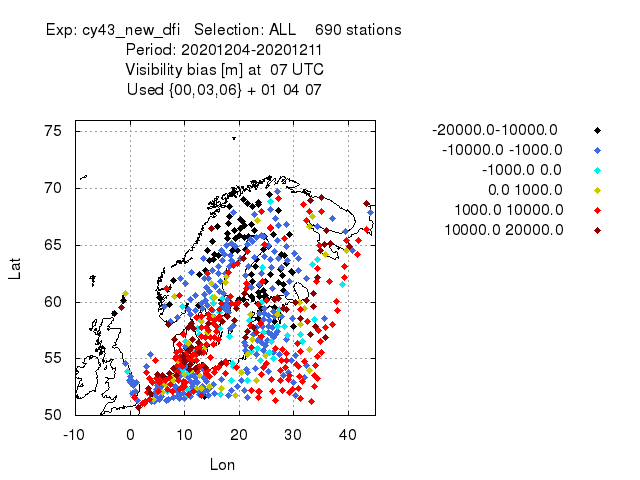 Exp: cy43_new_dfi   Selection: ALL    690 stations
Period: 20201204-20201211
Visibility bias [m] at  07 UTC
Used {00,03,06} + 01 04 07
-20000.0-10000.0
-10000.0 -1000.0
-1000.0 0.0
0.0 1000.0
1000.0 10000.0
10000.0 20000.0
75
70
65
60
55
50
Lat
-10 0 10 20 30 40
Lon